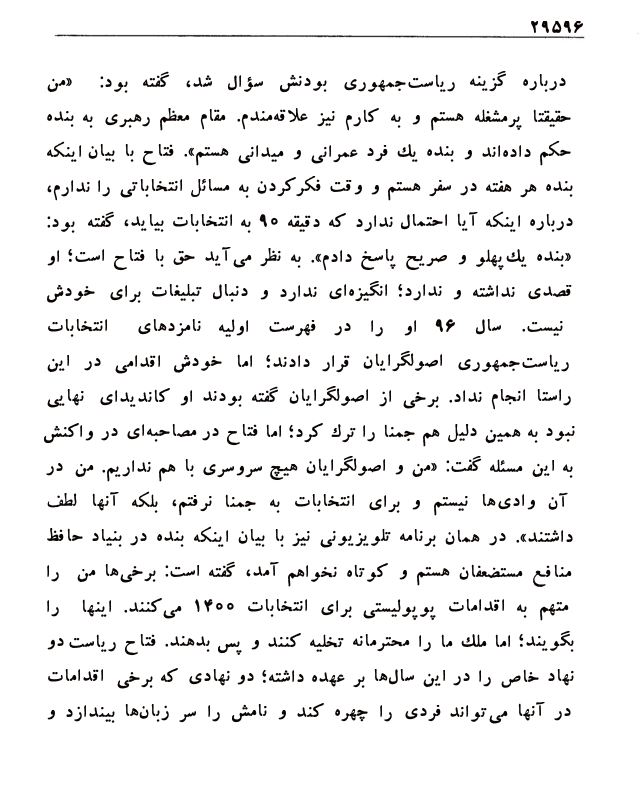 ۲۹۵۹۶
درباره گزینه ریاست‌جمهوری بودنش سؤال شد، گفته بود: «من
حقیقتا پرمشغله هستم و به کارم نیز علاقه‌مندم. مقام معظم رهبری به بنده
حکم داده‌اند و بنده یك فرد عمرانی و میدانی هستم». فتاح با بیان اینکه
بنده هر هفته در سفر هستم و وقت فکرکردن به مسائل انتخاباتی را ندارم،
درباره اینکه آیا احتمال ندارد که دقیقه ۹۰ به انتخابات بیاید، گفته بود:
«بنده یك‌پهلو و صریح پاسخ دادم». به نظر می‌آید حق با فتاح است؛ او
قصدی نداشته و ندارد؛ انگیزه‌ای ندارد و دنبال تبلیغات برای خودش
نیست. سال ۹۶ او را در فهرست اولیه نامزدهای انتخابات
ریاست‌جمهوری اصولگرایان قرار دادند؛ اما خودش اقدامی در این
راستا انجام نداد. برخی از اصولگرایان گفته بودند او کاندیدای نهایی
نبود به همین دلیل هم جمنا را ترك کرد؛ اما فتاح در مصاحبه‌ای در واکنش
به این مسئله گفت: «من و اصولگرایان هیچ سروسری با هم نداریم. من در
آن وادی‌ها نیستم و برای انتخابات به جمنا نرفتم، بلکه آنها لطف
داشتند». در همان برنامه تلویزیونی نیز با بیان اینکه بنده در بنیاد حافظ
منافع مستضعفان هستم و کوتاه نخواهم آمد، گفته است: برخی‌ها من را
متهم به اقدامات پوپولیستی برای انتخابات ۱۴۰۰ می‌کنند. اینها را
بگویند؛ اما ملك ما را محترمانه تخلیه کنند و پس بدهند. فتاح ریاست دو
نهاد خاص را در این سال‌ها بر عهده داشته؛ دو نهادی که برخی اقدامات
در آنها می‌تواند فردی را چهره کند و نامش را سر زبان‌ها بیندازد و